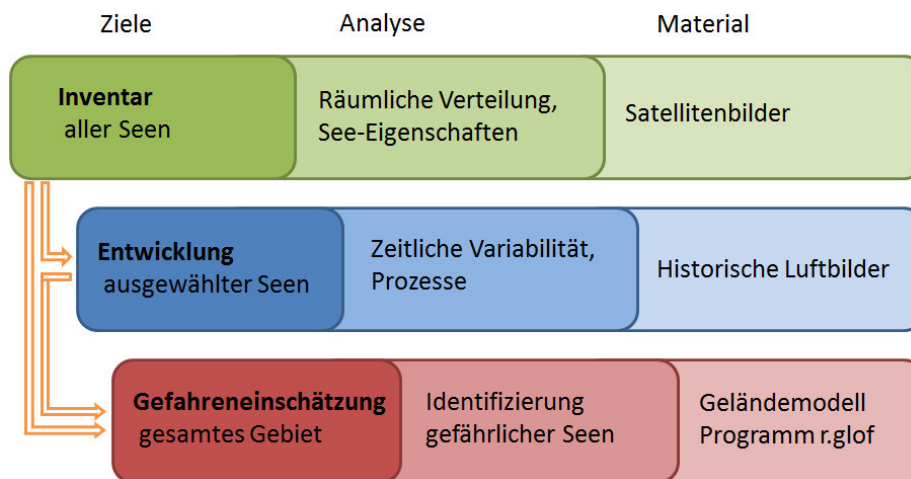 Ziele
Analyse
Material
Inventar
aller Seen
Räumliche Verteilung,
See-Eigenschaften
Satellitenbilder
Entwicklung
ausgewählter Seen
Zeitliche Variabilität,
Prozesse
Historische Luftbilder
Gefahreneinschätzung
gesamtes Gebiet
Identifizierung
gefährlicher Seen
Geländemodell
Programm r.glof